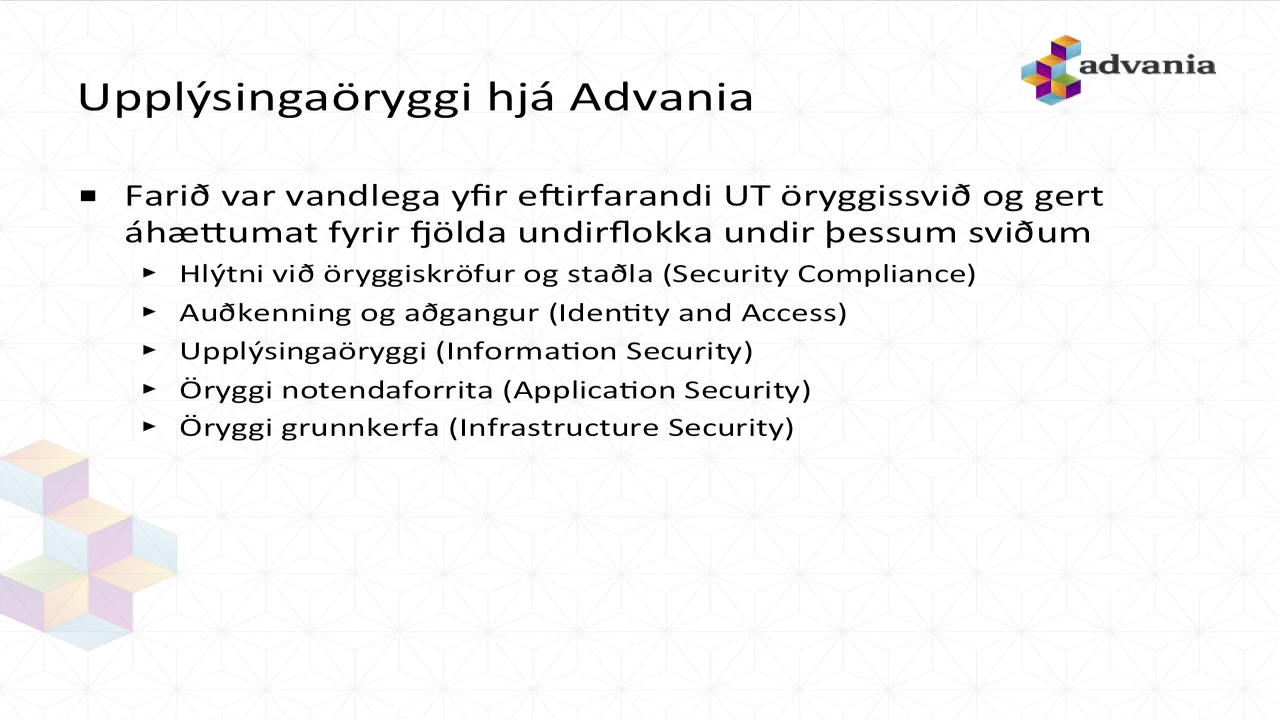 advania
Upplýsingaöryggi hjá Advania
Farið var vandlega yfir eftirfarandi UT öryggissvið og gert
áhættumat fyrir fjölda undirflokka undir þessum sviðum
Hlýtni við öryggiskröfur og staðla (Security Compliance)
Auðkenning og aðgangur (Identity and Access)
Upplýsingaöryggi (Information Security)
Öryggi notendaforrita (Application Security)
Öryggi grunnkerfa (Infrastructure Security)